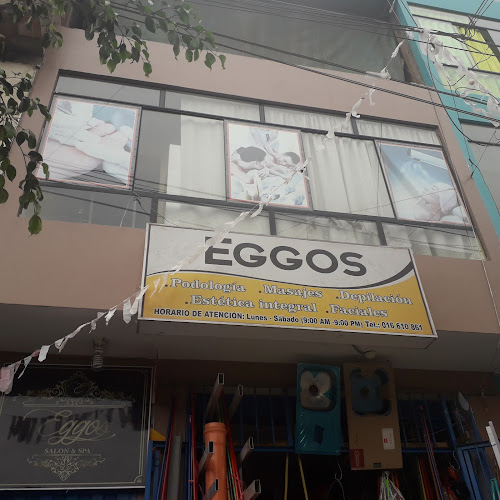 EGGOS
.Podología .Masajes .Depilación
.Estética integral .Faciales
HORARIO DE ATENCION: Lunes - Sábado (9:00 AM -9:00 PM) Tel.: 016 610 861
Eggos
SALON & SPA